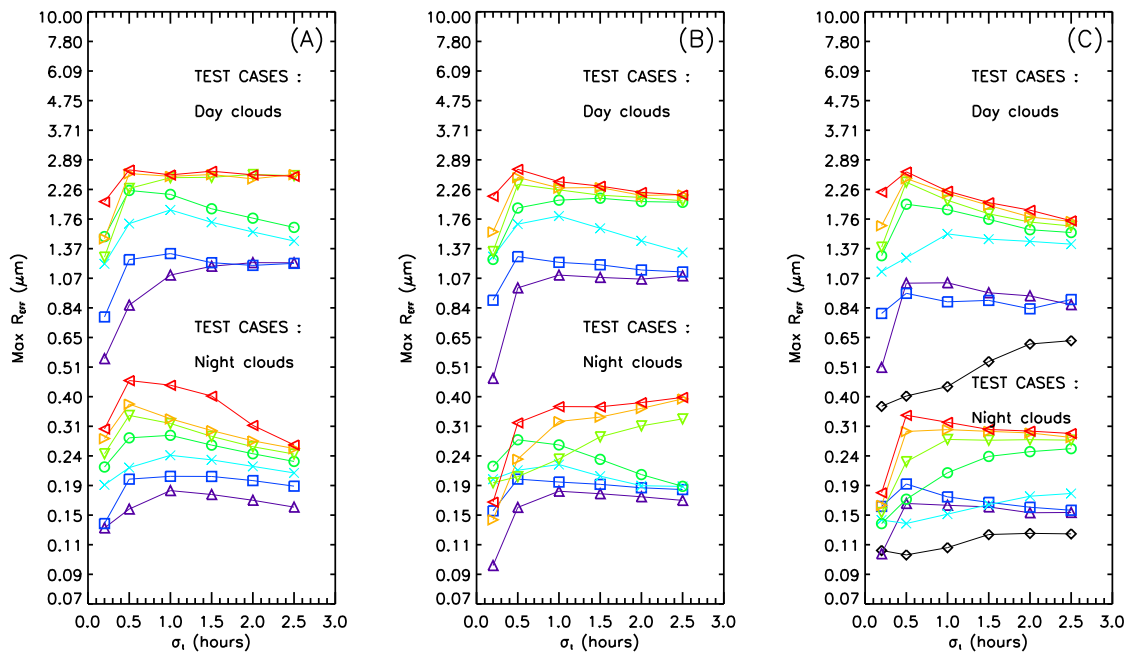 (A)
Max R_EFF (μm)
10.00
7.80
6.09
4.75
3.71
2.89
2.26
1.76
1.37
1.07
0.84
0.65
0.51
0.40
0.31
0.24
0.19
0.15
0.11
0.09
0.07
TEST CASES :
Day clouds
TEST CASES :
Night clouds
0.0 0.5 1.0 1.5 2.0 2.5 3.0
σ_L (hours)
(B)
Max R_EFF (μm)
10.00
7.80
6.09
4.75
3.71
2.89
2.26
1.76
1.37
1.07
0.84
0.65
0.51
0.40
0.31
0.24
0.19
0.15
0.11
0.09
0.07
TEST CASES :
Day clouds
TEST CASES :
Night clouds
0.0 0.5 1.0 1.5 2.0 2.5 3.0
σ_L (hours)
(C)
Max R_EFF (μm)
10.00
7.80
6.09
4.75
3.71
2.89
2.26
1.76
1.37
1.07
0.84
0.65
0.51
0.40
0.31
0.24
0.19
0.15
0.11
0.09
0.07
TEST CASES :
Day clouds
TEST CASES :
Night clouds
0.0 0.5 1.0 1.5 2.0 2.5 3.0
σ_L (hours)